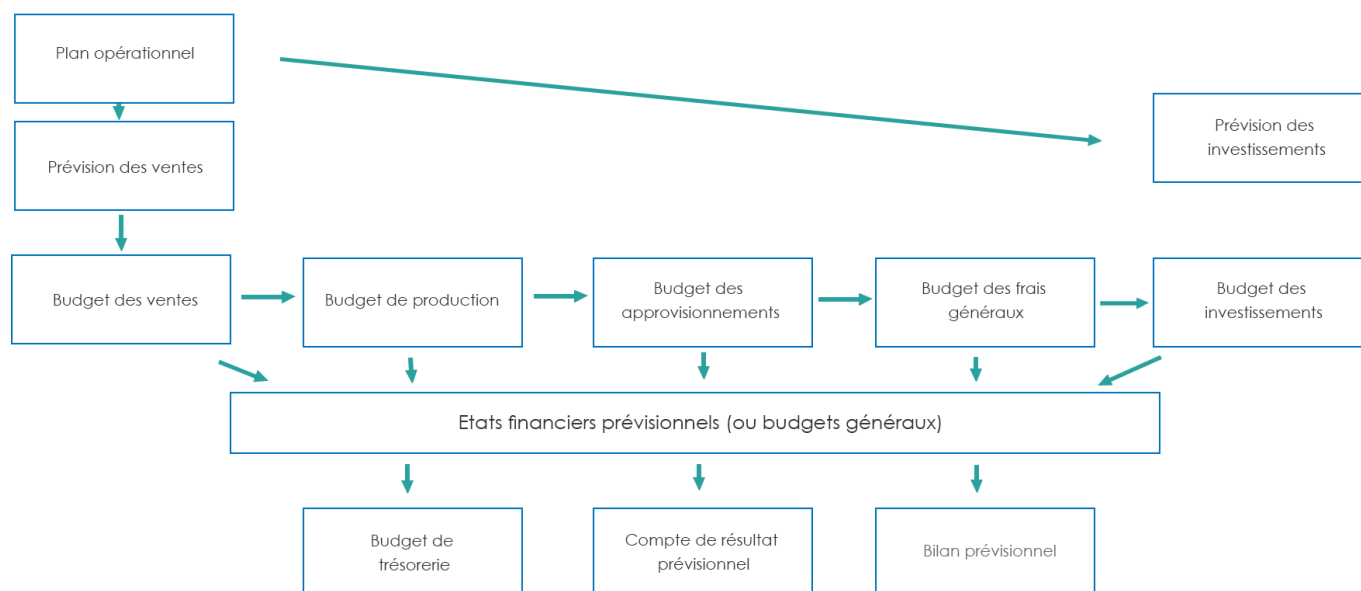 Plan opérationnel
Prévision des
investissements
Prévision des ventes
Budget des ventes
Budget de production
Budget des
approvisionnements
Budget des frais
généraux
Budget des
investissements
Etats financiers prévisionnels (ou budgets généraux)
Budget de
trésorerie
Compte de résultat
prévisionnel
Bilan prévisionnel